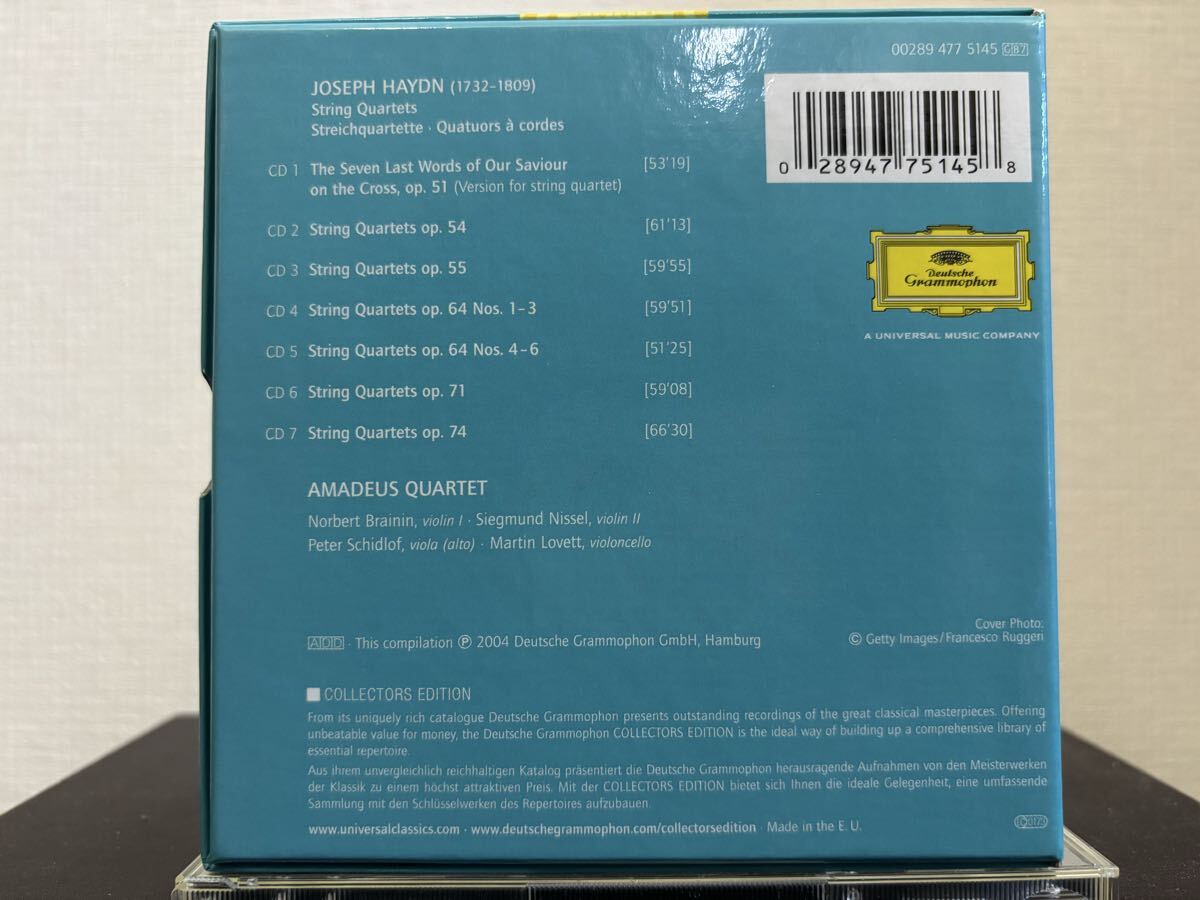 00289 477 5145 GB 7
JOSEPH HAYDN (1732-1809)
String Quartets
Streichquartette · Quatuors à cordes
CD 1 The Seven Last Words of Our Saviour [53'19]
on the Cross, op. 51 (Version for string quartet)
CD 2 String Quartets op. 54 [61'13]
CD 3 String Quartets op. 55 [59'55]
CD 4 String Quartets op. 64 Nos. 1-3 [59'51]
CD 5 String Quartets op. 64 Nos. 4-6 [51'25]
CD 6 String Quartets op. 71 [59'08]
CD 7 String Quartets op. 74 [66'30]
0 28947 75145 8
Deutsche
Grammophon
A UNIVERSAL MUSIC COMPANY
AMADEUS QUARTET
Norbert Brainin, violin I · Siegmund Nissel, violin II
Peter Schidlof, viola (alto) · Martin Lovett, violoncello
ADD · This compilation ℗ 2004 Deutsche Grammophon GmbH, Hamburg
Cover Photo:
© Getty Images/Francesco Ruggeri
COLLECTORS EDITION
From its uniquely rich catalogue Deutsche Grammophon presents outstanding recordings of the great classical masterpieces. Offering
unbeatable value for money, the Deutsche Grammophon COLLECTORS EDITION is the ideal way of building up a comprehensive library of
essential repertoire.
Aus ihrem unvergleichlich reichhaltigen Katalog präsentiert die Deutsche Grammophon herausragende Aufnahmen von den Meisterwerken
der Klassik zu einem höchst attraktiven Preis. Mit der COLLECTORS EDITION bietet sich Ihnen die ideale Gelegenheit, eine umfassende
Sammlung mit den Schlüsselwerken des Repertoires aufzubauen.
www.universalclassics.com · www.deutschegrammophon.com/collectorsedition · Made in the E. U.